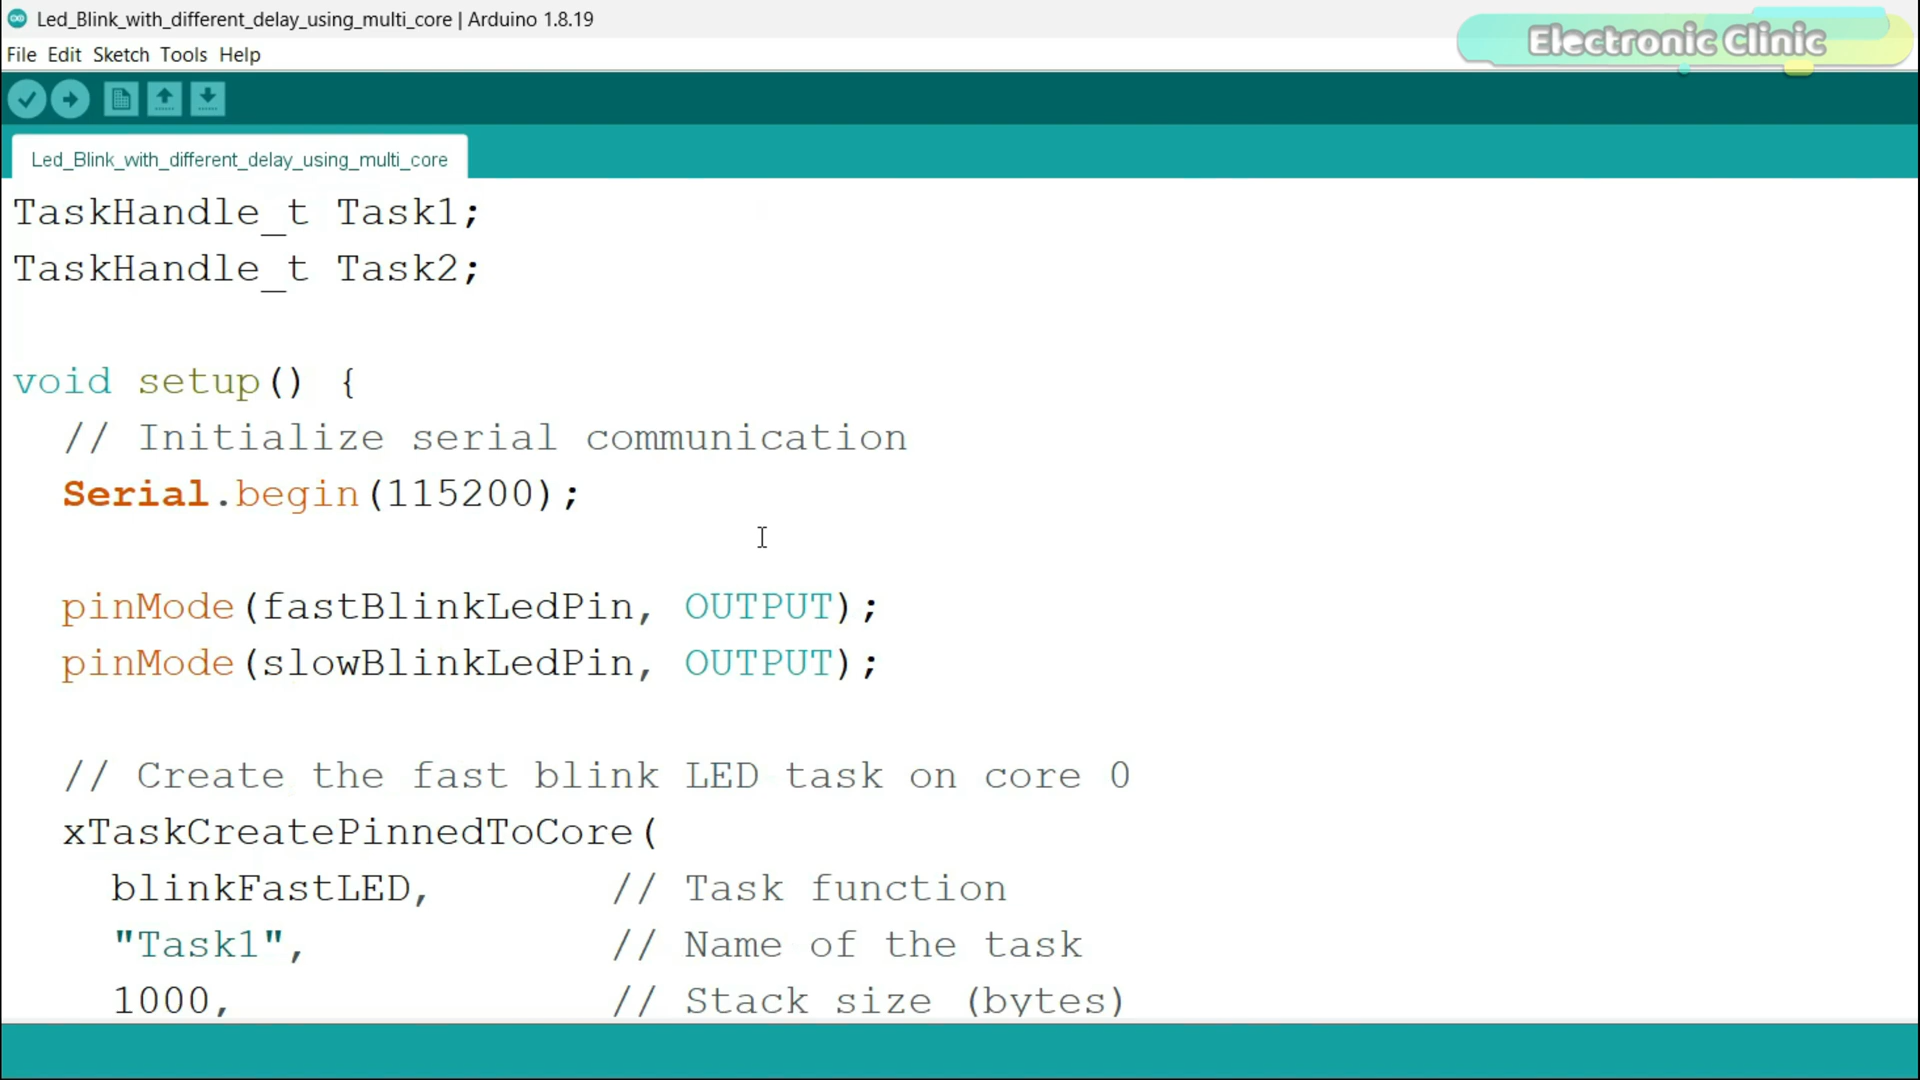 Led_Blink_with_different_delay_using_multi_core | Arduino 1.8.19
File Edit Sketch Tools Help
Electronic Clinic
Led_Blink_with_different_delay_using_multi_core
TaskHandle_t Task1;
TaskHandle_t Task2;
void setup() {
// Initialize serial communication
Serial.begin(115200);
pinMode(fastBlinkLedPin, OUTPUT);
pinMode(slowBlinkLedPin, OUTPUT);
// Create the fast blink LED task on core 0
xTaskCreatePinnedToCore(
blinkFastLED, // Task function
"Task1", // Name of the task
1000, // Stack size (bytes)